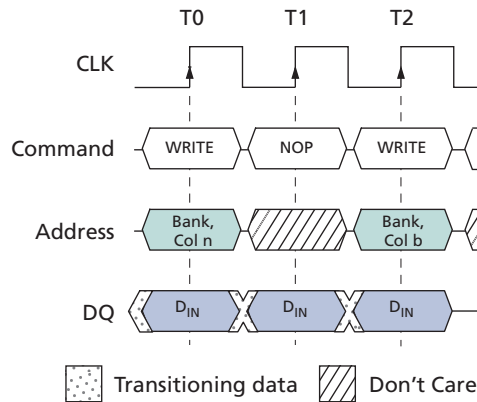 T0 T1 T2
CLK
Command WRITE NOP WRITE
Address Bank, Col n Bank, Col b
DQ DIN DIN DIN
Transitioning data Don't Care